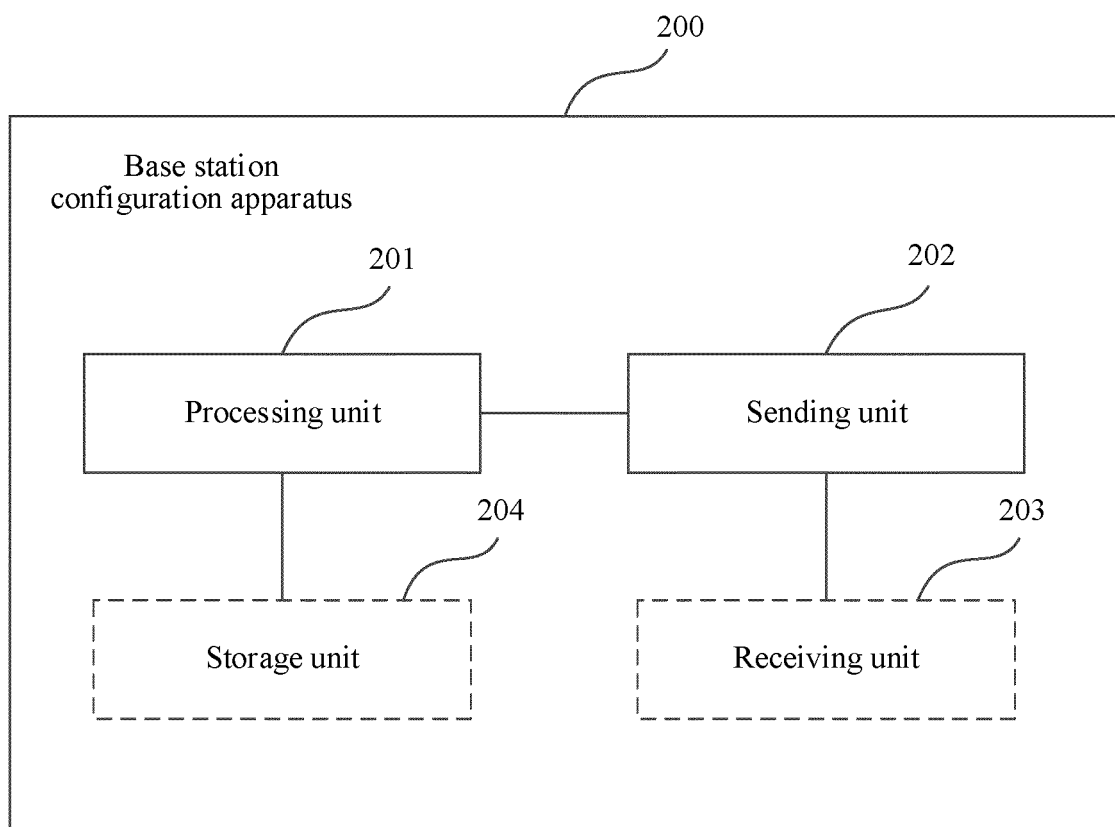 200
Base station
configuration apparatus
201
202
Processing unit
Sending unit
204
203
Storage unit
Receiving unit